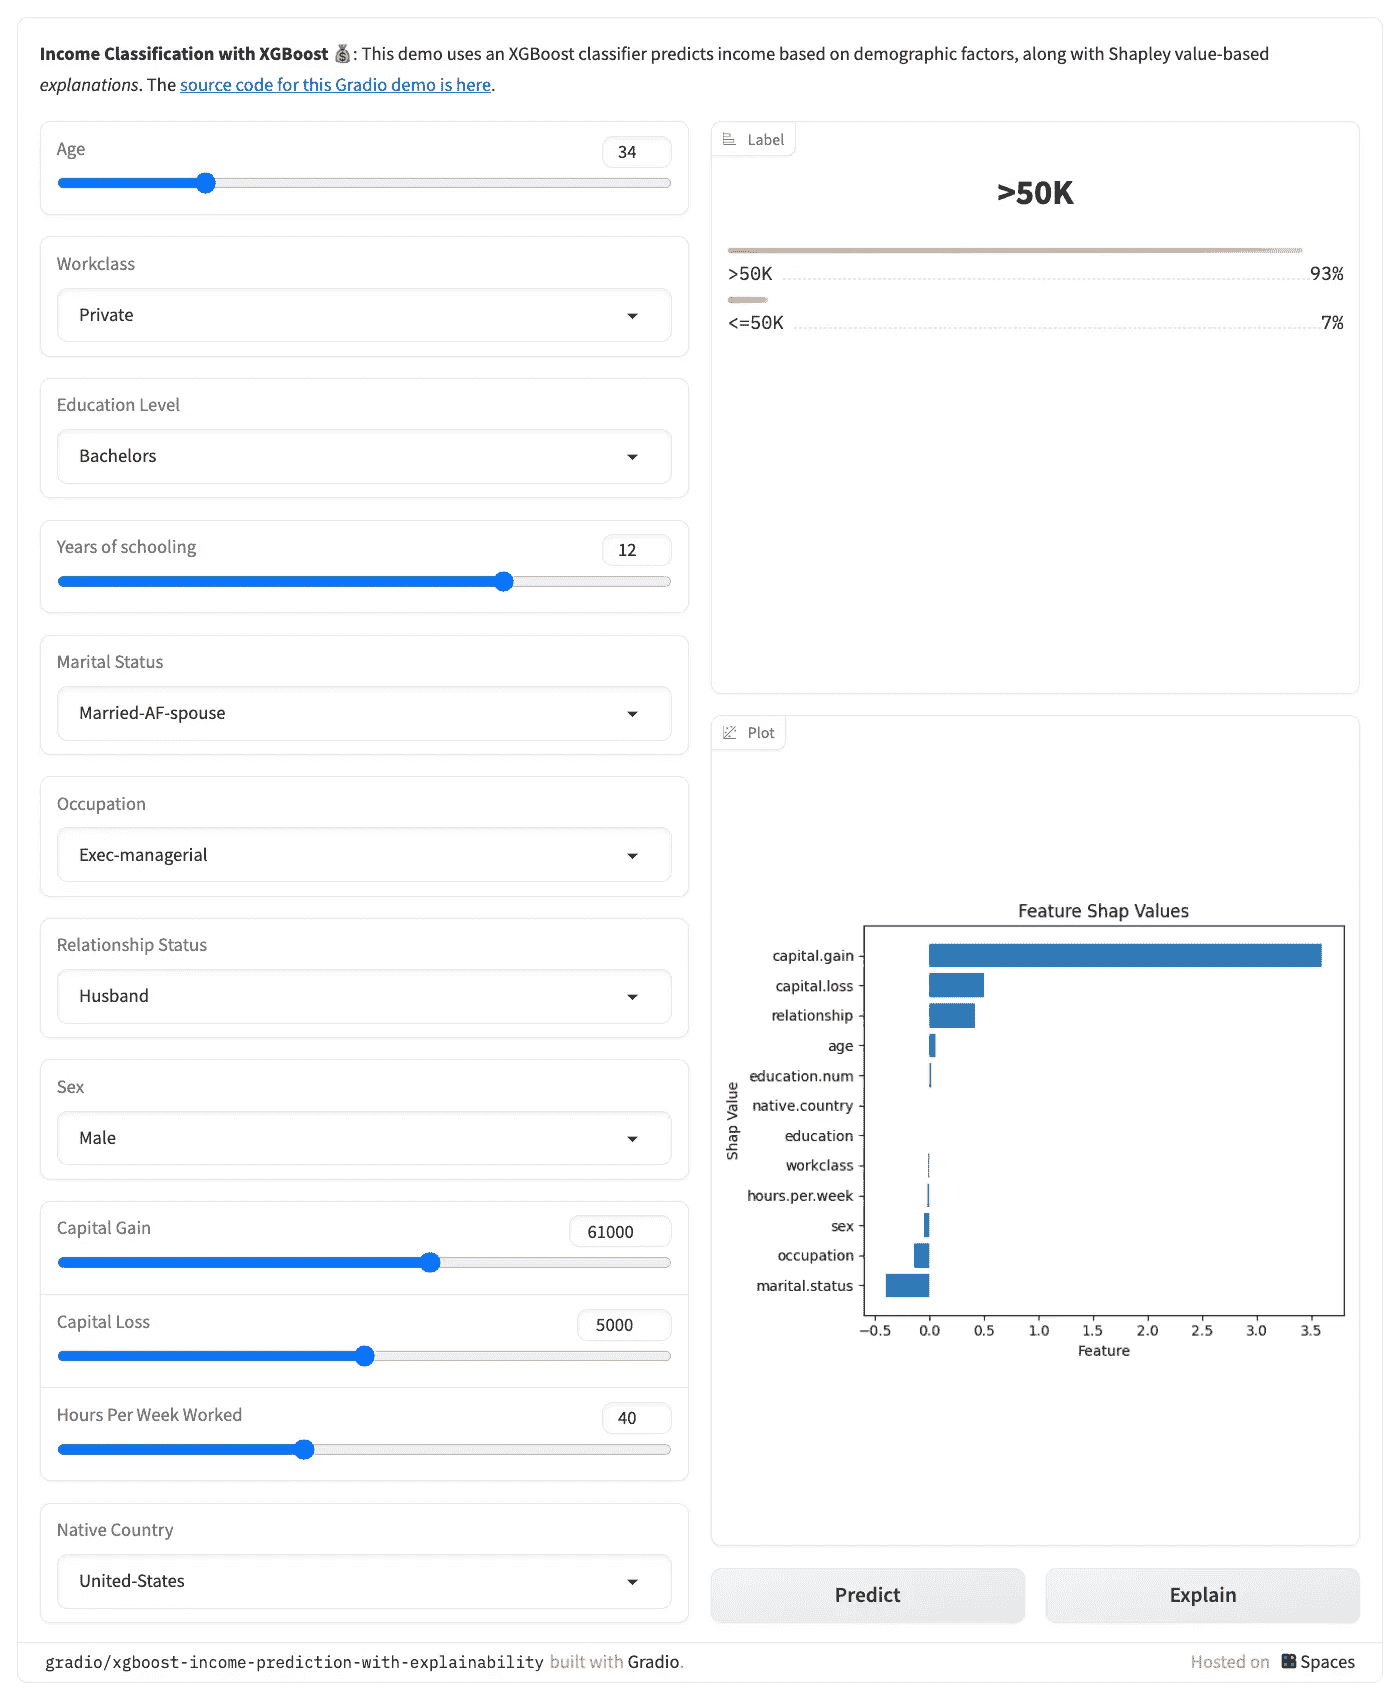 Income Classification with XGBoost 💰: This demo uses an XGBoost classifier predicts income based on demographic factors, along with Shapley value-based
explanations. The source code for this Gradio demo is here.
Age
34
Workclass
Private
Education Level
Bachelors
Years of schooling
12
Marital Status
Married-AF-spouse
Occupation
Exec-managerial
Relationship Status
Husband
Sex
Male
Capital Gain
61000
Capital Loss
5000
Hours Per Week Worked
40
Native Country
United-States
Label
>50K
>50K 93%
<=50K 7%
Plot
Feature Shap Values
capital.gain
capital.loss
relationship
age
education.num
native.country
education
workclass
hours.per.week
sex
occupation
marital.status
Shap Value
−0.5 0.0 0.5 1.0 1.5 2.0 2.5 3.0 3.5
Feature
Predict
Explain
gradio/xgboost-income-prediction-with-explainability built with Gradio.
Hosted on Spaces